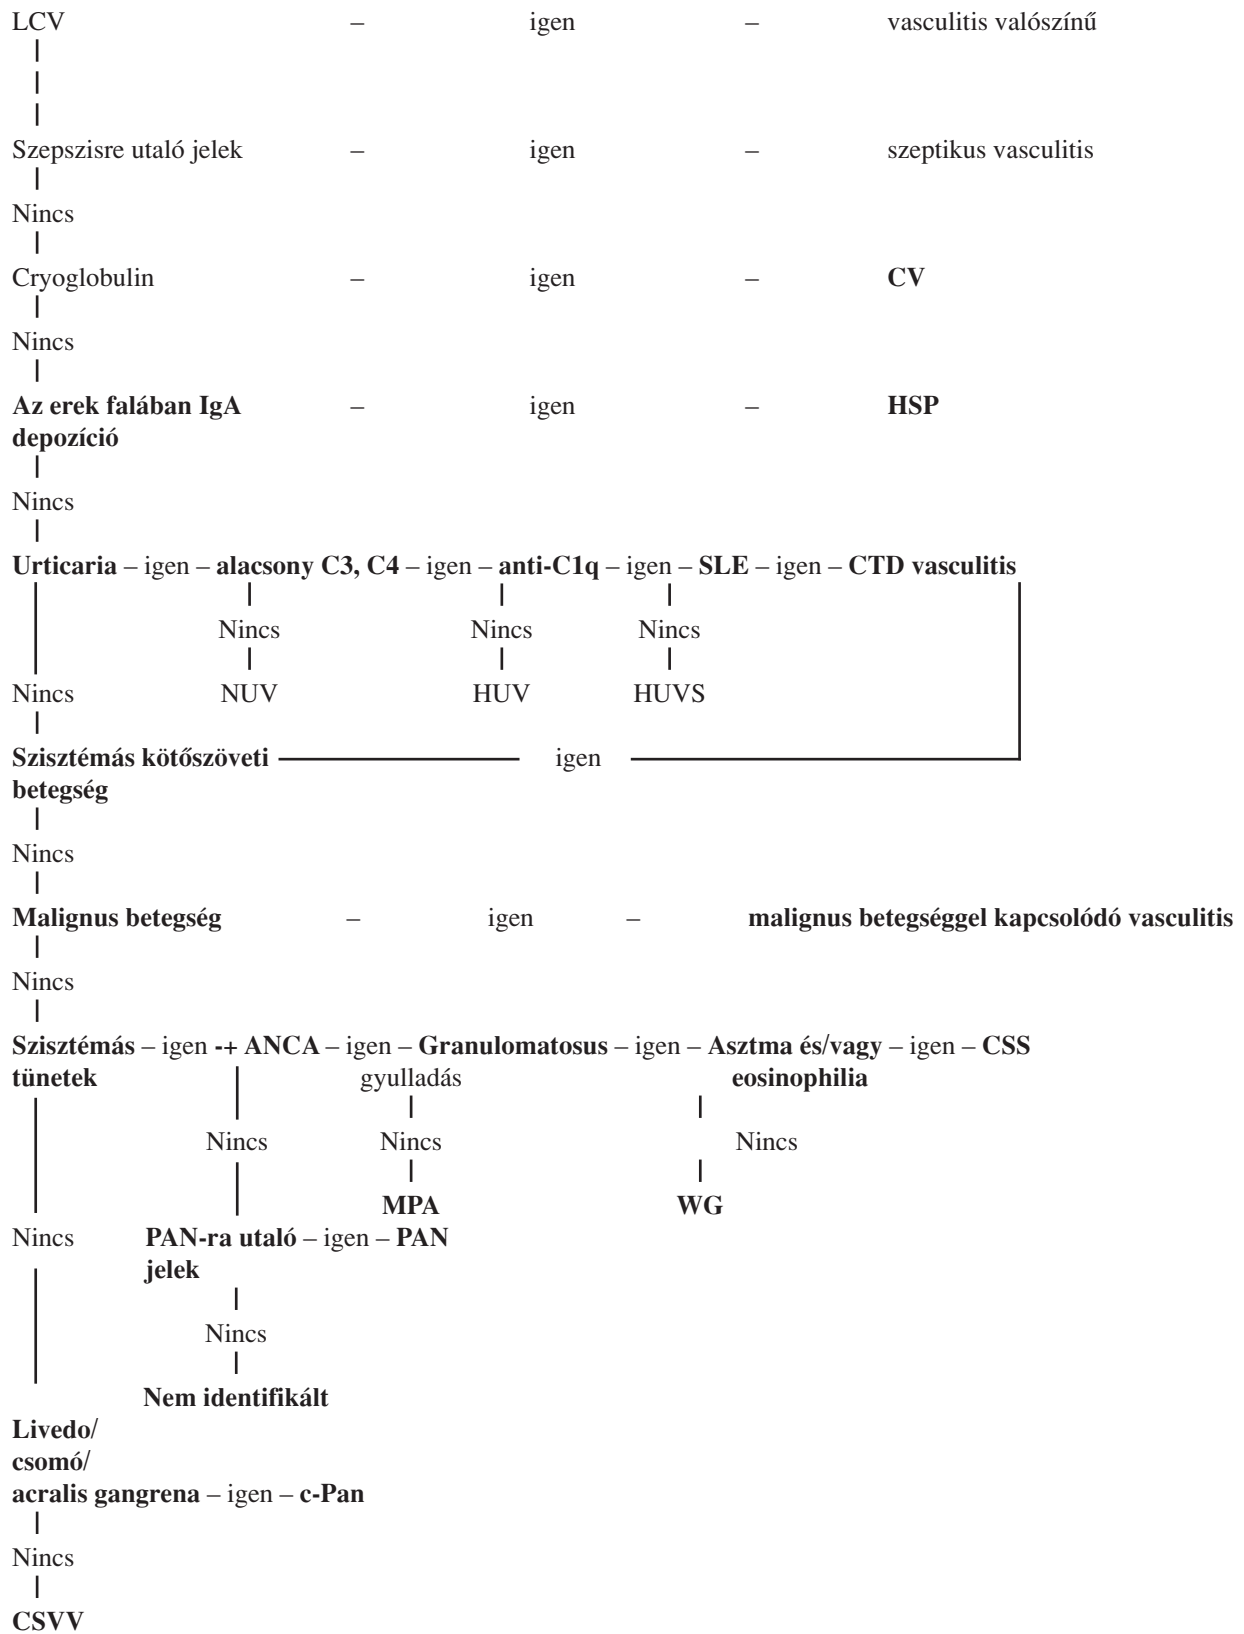 LCV – igen – vasculitis valószínű
Szepszisre utaló jelek – igen – szeptikus vasculitis
Nincs
Cryoglobulin – igen – CV
Nincs
Az erek falában IgA – igen – HSP
depozíció
Nincs
Urticaria – igen – alacsony C3, C4 – igen – anti-C1q – igen – SLE – igen – CTD vasculitis
Nincs Nincs Nincs
Nincs NUV HUV HUVS
Szisztémás kötőszöveti igen
betegség
Nincs
Malignus betegség – igen – malignus betegséggel kapcsolódó vasculitis
Nincs
Szisztémás – igen -+ ANCA – igen – Granulomatosus – igen – Asztma és/vagy – igen – CSS
tünetek gyulladás eosinophilia
Nincs Nincs Nincs
MPA WG
Nincs PAN-ra utaló – igen – PAN
jelek
Nincs
Nem identifikált
Livedo/
csomó/
acralis gangrena – igen – c-Pan
Nincs
CSVV